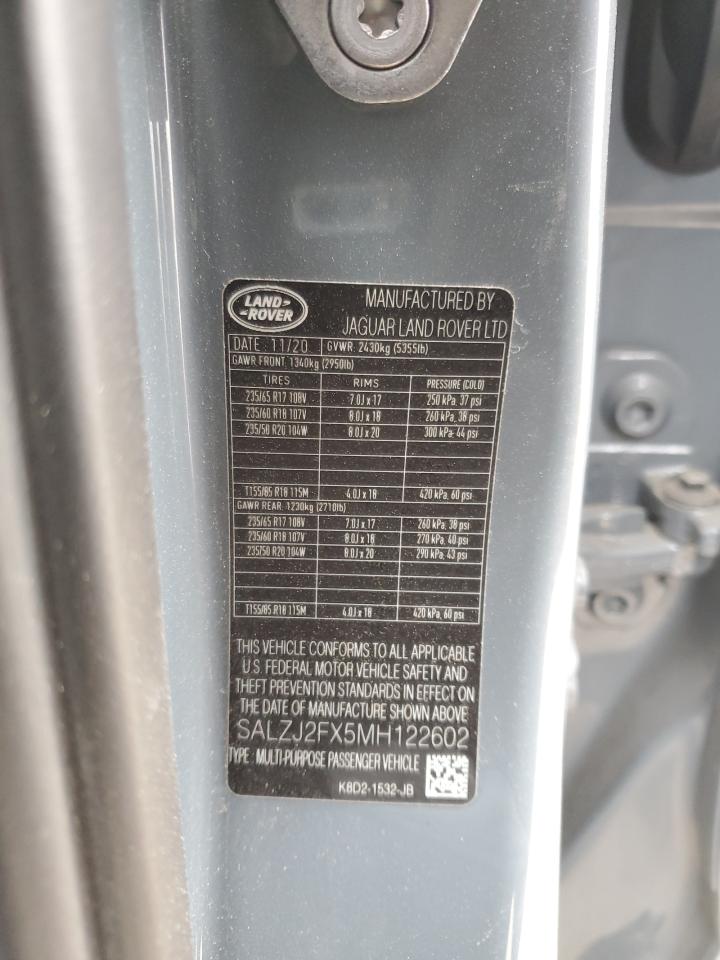 LAND-
-ROVER
MANUFACTURED BY
JAGUAR LAND ROVER LTD
DATE: 11/20 GVWR: 2430kg (5355lb)
GAWR FRONT: 1340kg (2950lb)
TIRES RIMS PRESSURE (COLD)
235/65 R17 108V 7.0J x 17 250 kPa, 37 psi
235/60 R18 107V 8.0J x 18 260 kPa, 38 psi
235/50 R20 104W 8.0J x 20 300 kPa, 44 psi
T155/85 R18 115M 4.0J x 18 420 kPa, 60 psi
GAWR REAR: 1230kg (2710lb)
235/65 R17 108V 7.0J x 17 260 kPa, 38 psi
235/60 R18 107V 8.0J x 18 270 kPa, 40 psi
235/50 R20 104W 8.0J x 20 290 kPa, 43 psi
T155/85 R18 115M 4.0J x 18 420 kPa, 60 psi
THIS VEHICLE CONFORMS TO ALL APPLICABLE
U.S. FEDERAL MOTOR VEHICLE SAFETY AND
THEFT PREVENTION STANDARDS IN EFFECT ON
THE DATE OF MANUFACTURE SHOWN ABOVE
SALZJ2FX5MH122602
TYPE: MULTI-PURPOSE PASSENGER VEHICLE
K8D2-1532-JB